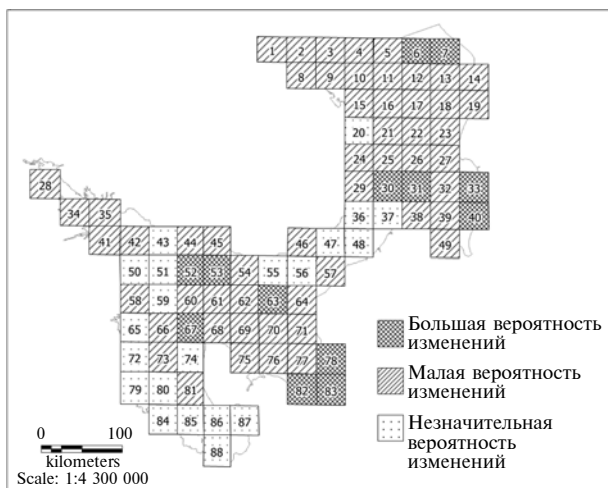 1 2 3 4 5 6 7
8 9 10 11 12 13 14
15 16 17 18 19
20 21 22 23
24 25 26 27
28 29 30 31 32 33
34 35 36 37 38 39 40
41 42 43 44 45 46 47 48 49
50 51 52 53 54 55 56 57
58 59 60 61 62 63 64
65 66 67 68 69 70 71
72 73 74 75 76 77 78
79 80 81 82 83
84 85 86 87
88
Большая вероятность
изменений
Малая вероятность
изменений
Незначительная
вероятность
изменений
0 100
kilometers
Scale: 1:4 300 000